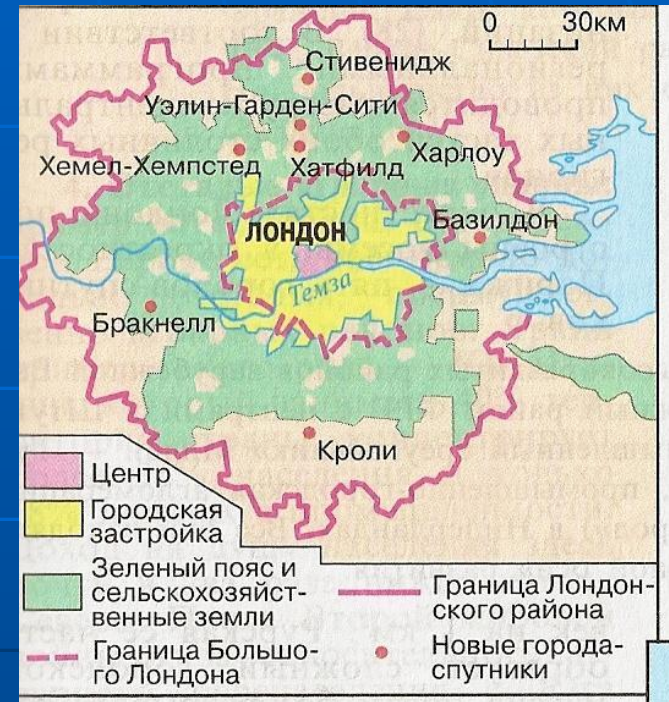 0 30км
Стивенидж
Уэлин-Гарден-Сити
Хемел-Хемпстед
Хатфилд
Харлоу
ЛОНДОН
Базилдон
Темза
Бракнелл
Кроли
Центр
Городская
застройка
Зеленый пояс и
сельскохозяйст-
венные земли
Граница Большо-
го Лондона
Граница Лондон-
ского района
Новые города-
спутники